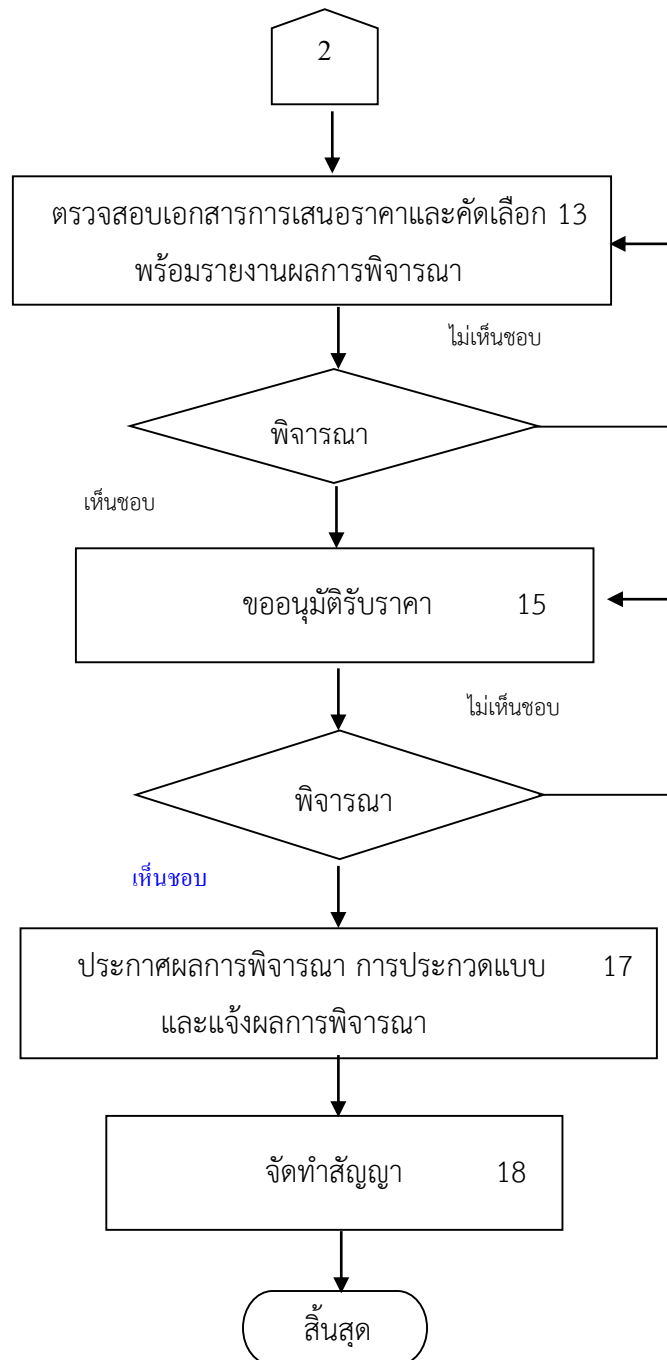 2
ตรวจสอบเอกสารการเสนอราคาและคัดเลือก 13
พร้อมรายงานผลการพิจารณา
ไม่เห็นชอบ
พิจารณา
เห็นชอบ
ขออนุมัติรับราคา 15
ไม่เห็นชอบ
พิจารณา
เห็นชอบ
ประกาศผลการพิจารณา การประกวดแบบ 17
และแจ้งผลการพิจารณา
จัดทำสัญญา 18
สิ้นสุด